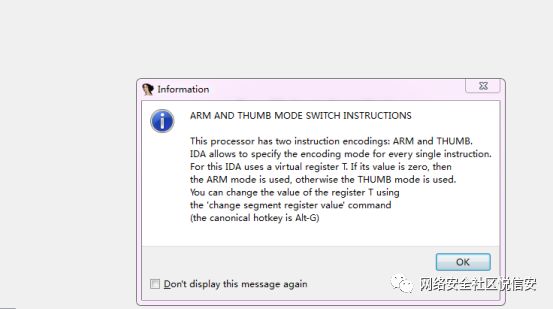 Information
ARM AND THUMB MODE SWITCH INSTRUCTIONS
This processor has two instruction encodings: ARM and THUMB.
IDA allows to specify the encoding mode for every single instruction.
For this IDA uses a virtual register T. If its value is zero, then
the ARM mode is used, otherwise the THUMB mode is used.
You can change the value of the register T using
the 'change segment register value' command
(the canonical hotkey is Alt-G)
OK
Don't display this message again
网络安全社区悦信安